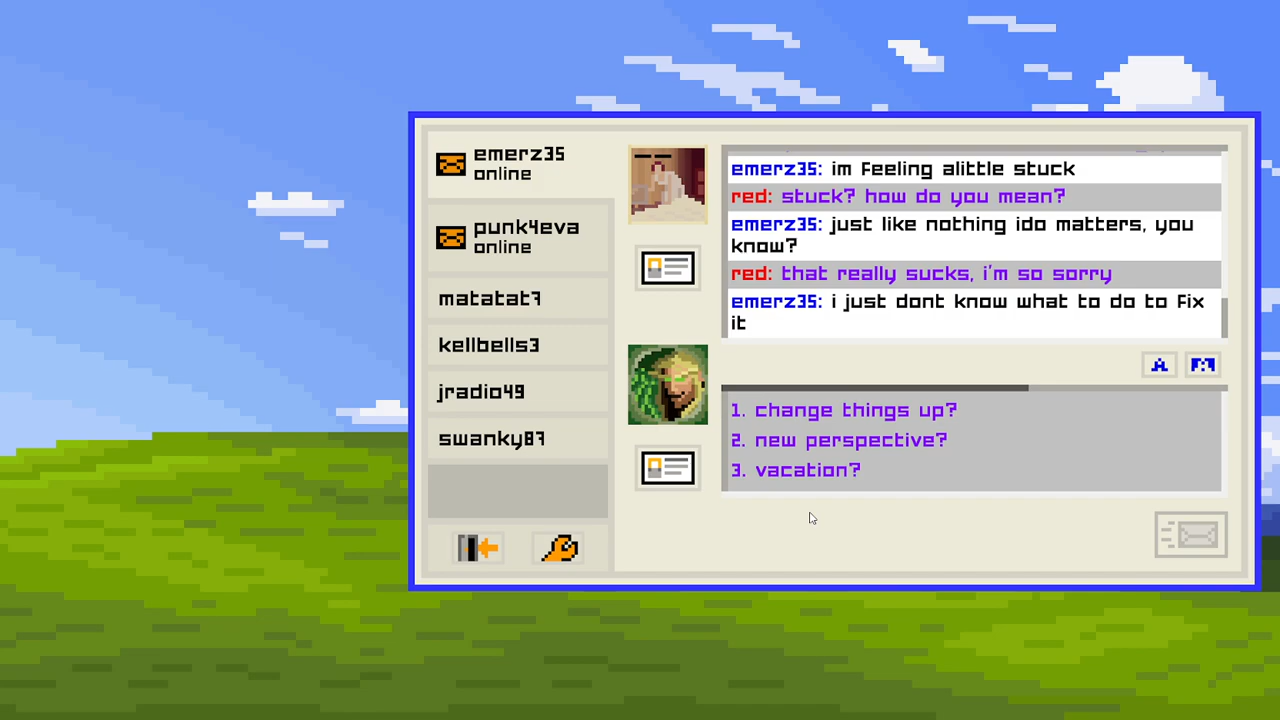 emerz35
online
punk4eva
online
matatat7
kellbells3
jradio49
swanky87
emerz35: im feeling alittle stuck
red: stuck? how do you mean?
emerz35: just like nothing ido matters, you
know?
red: that really sucks, i'm so sorry
emerz35: i just dont know what to do to fix
it
1. change things up?
2. new perspective?
3. vacation?